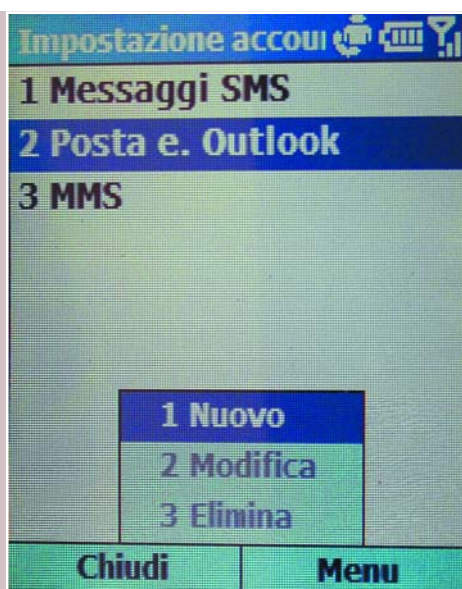 Impostazione accou
1 Messaggi SMS
2 Posta e. Outlook
3 MMS
1 Nuovo
2 Modifica
3 Elimina
Chiudi
Menu